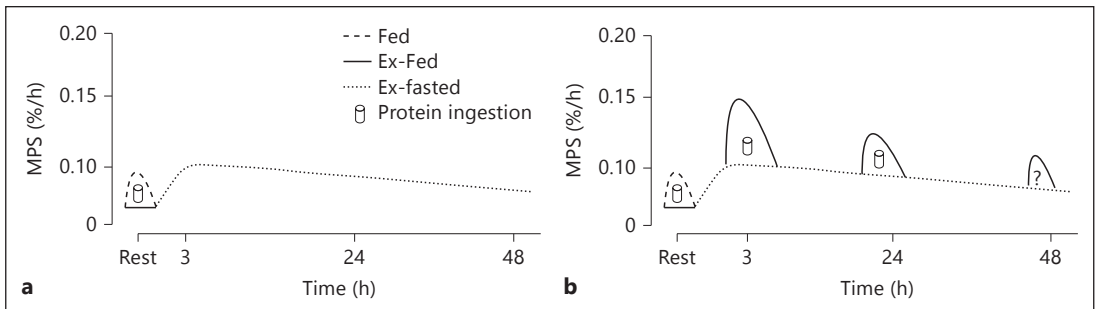 0.20
0.15
0.10
0
MPS (%/h)
Fed
Ex-Fed
Ex-fasted
Protein ingestion
Rest 3 24 48
Time (h)
a
0.20
0.15
0.10
0
MPS (%/h)
?
Rest 3 24 48
Time (h)
b